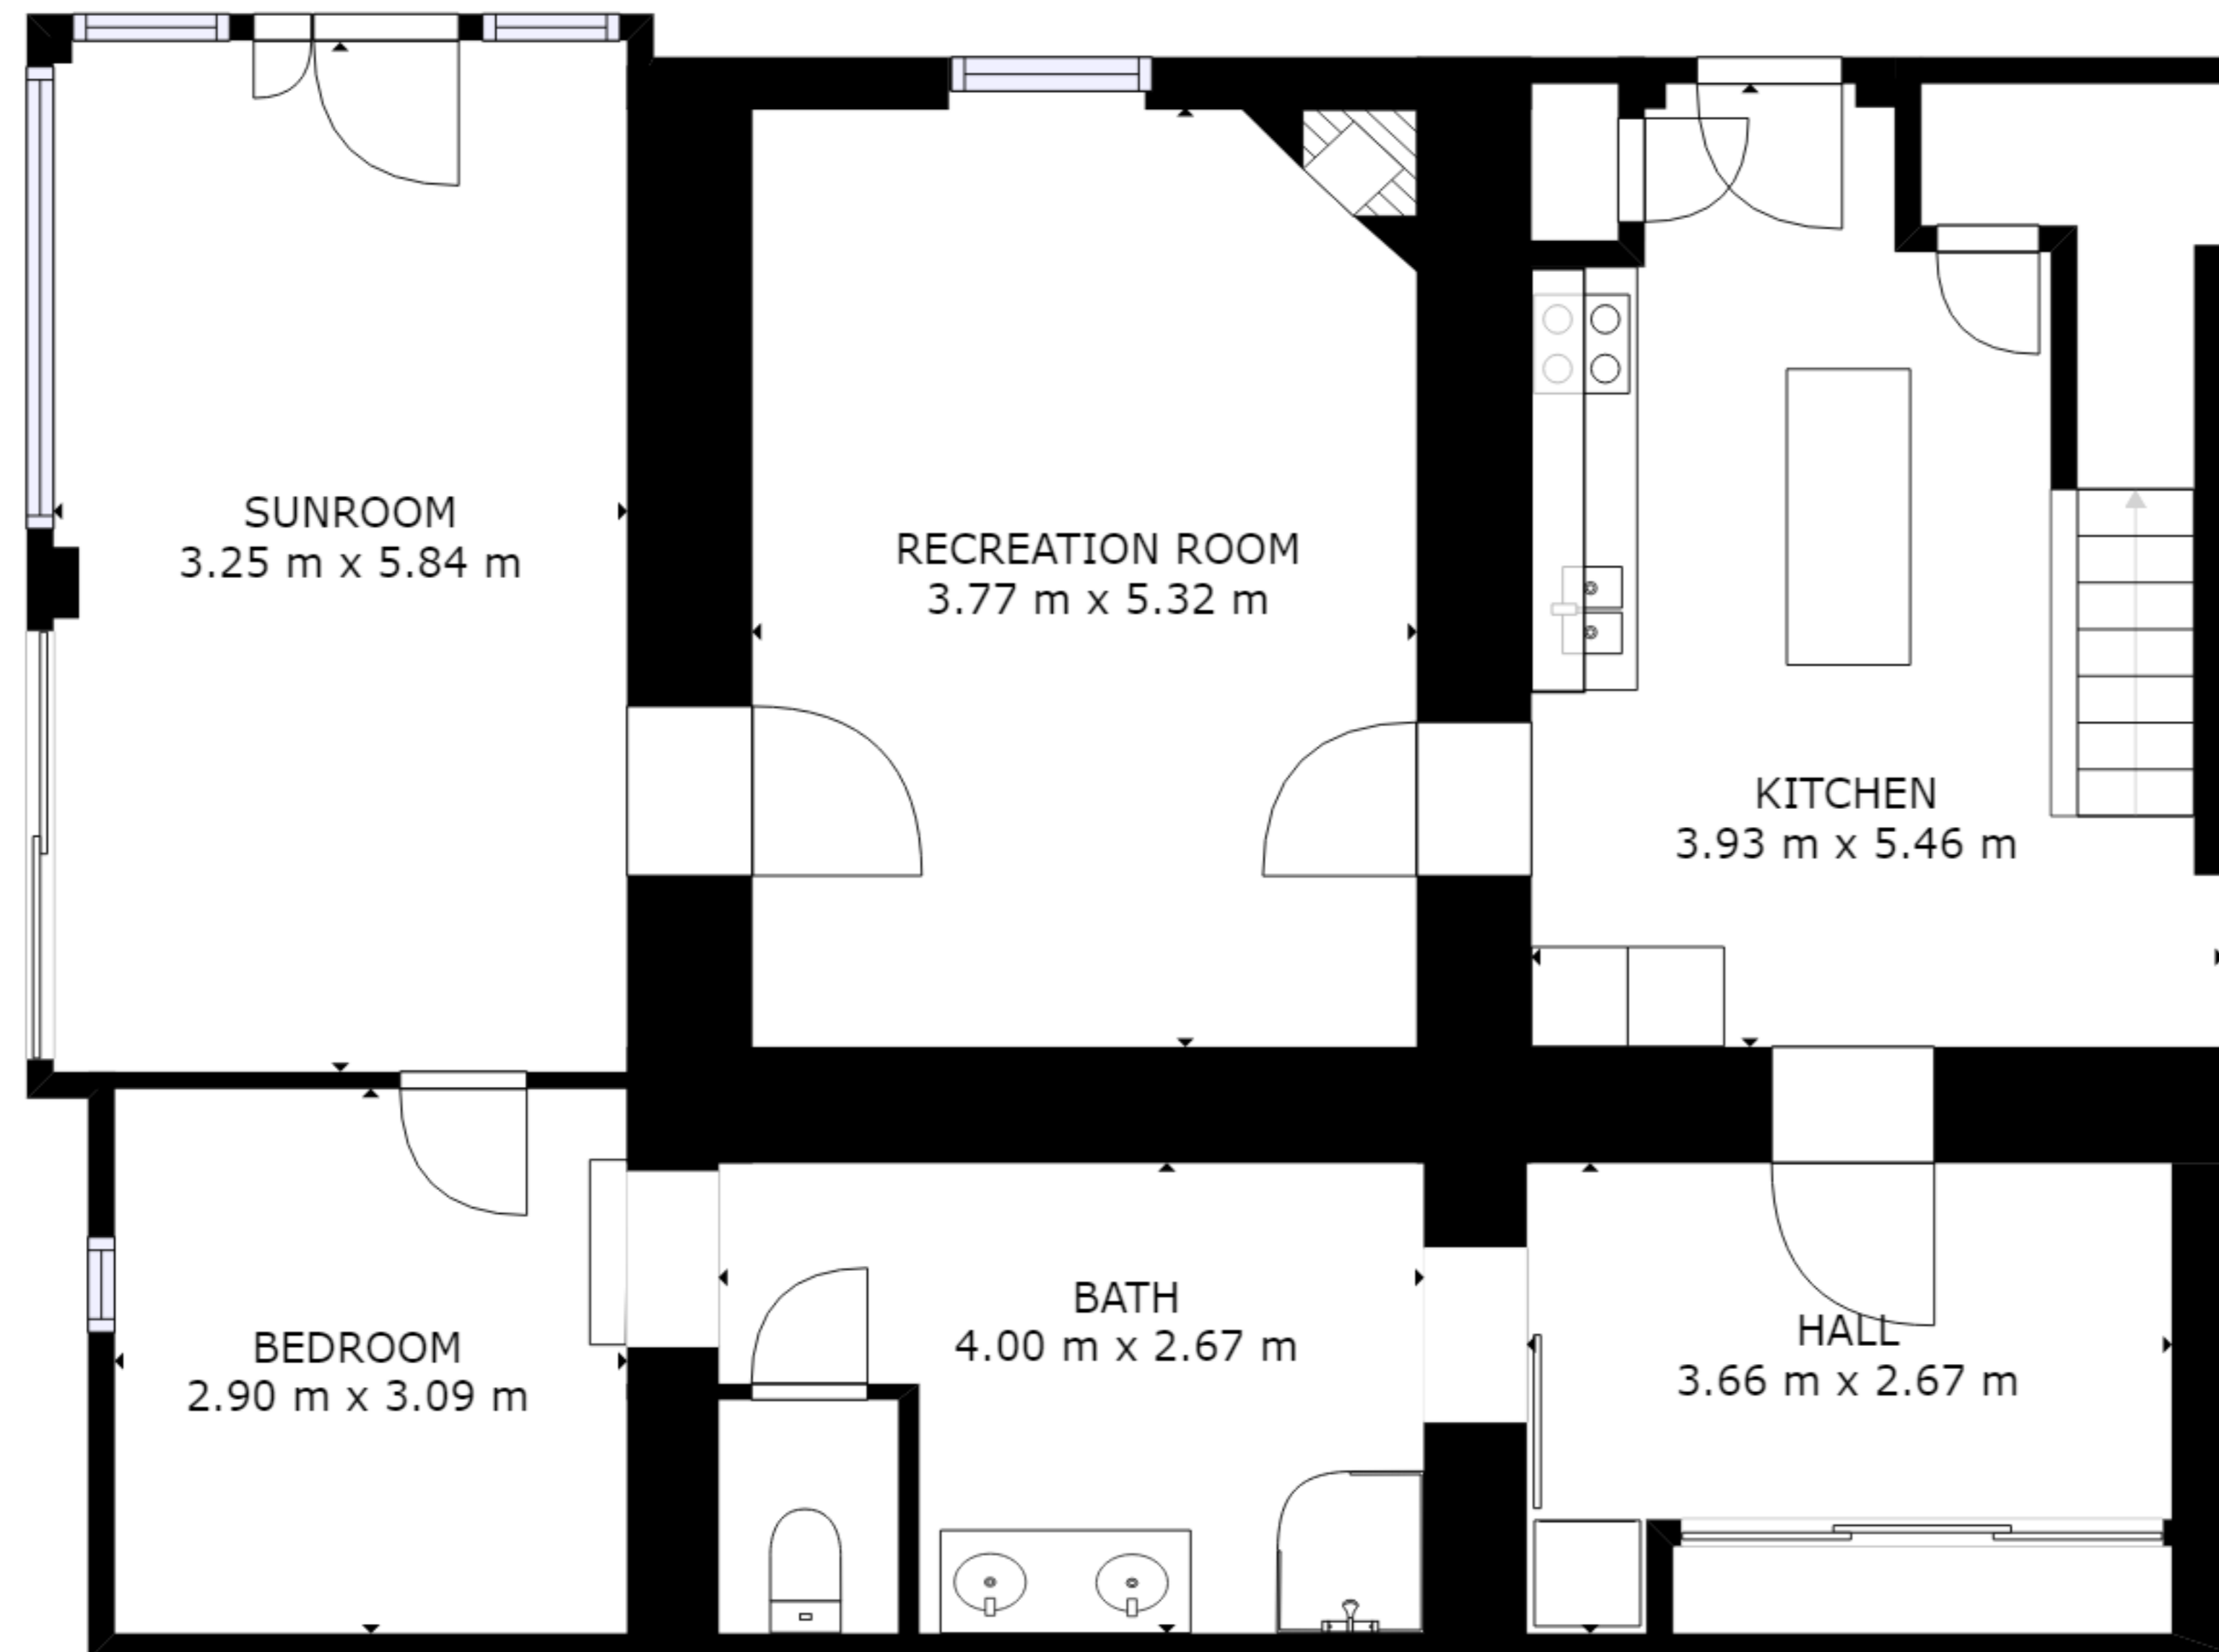 SUNROOM
3.25 m x 5.84 m
RECREATION ROOM
3.77 m x 5.32 m
KITCHEN
3.93 m x 5.46 m
BEDROOM
2.90 m x 3.09 m
BATH
4.00 m x 2.67 m
HALL
3.66 m x 2.67 m